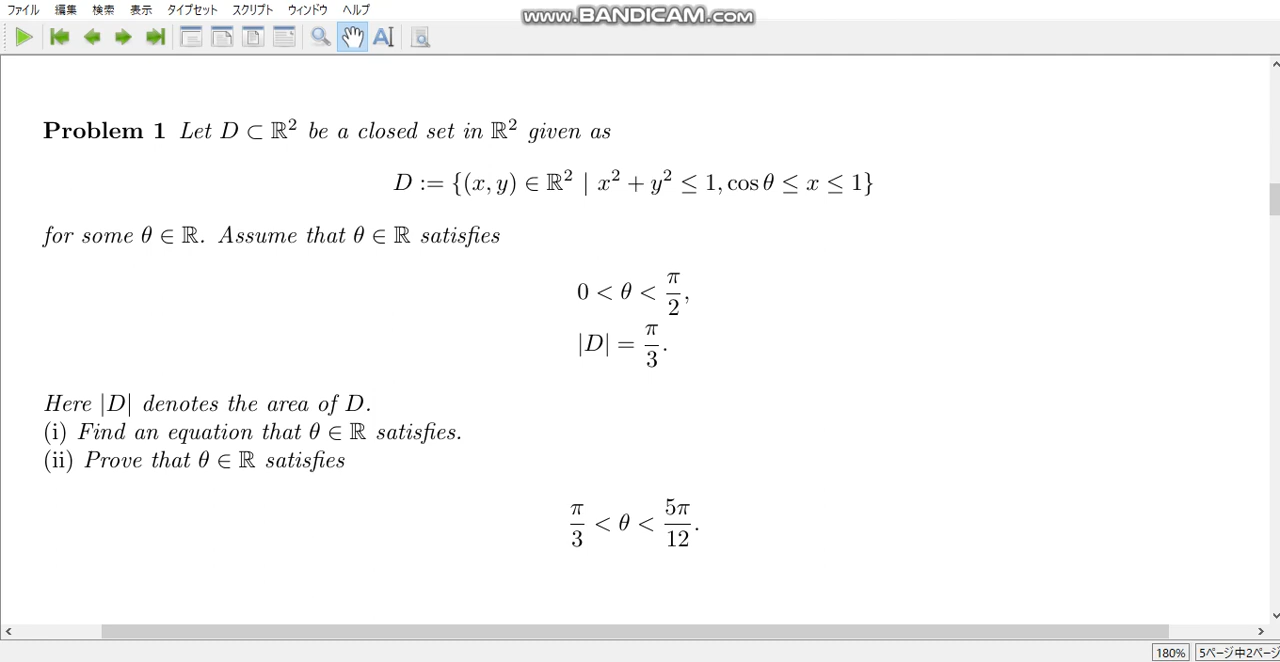 ファイル 編集 検索 表示 タイプセット スクリプト ウィンドウ ヘルプ
www.BANDICAM.com
Problem 1 Let D ⊂ ℝ² be a closed set in ℝ² given as
D := {(x, y) ∈ ℝ² | x² + y² ≤ 1, cos θ ≤ x ≤ 1}
for some θ ∈ ℝ. Assume that θ ∈ ℝ satisfies
0 < θ < π/2,
|D| = π/3.
Here |D| denotes the area of D.
(i) Find an equation that θ ∈ ℝ satisfies.
(ii) Prove that θ ∈ ℝ satisfies
π/3 < θ < 5π/12.
180% 5ページ中2ページ